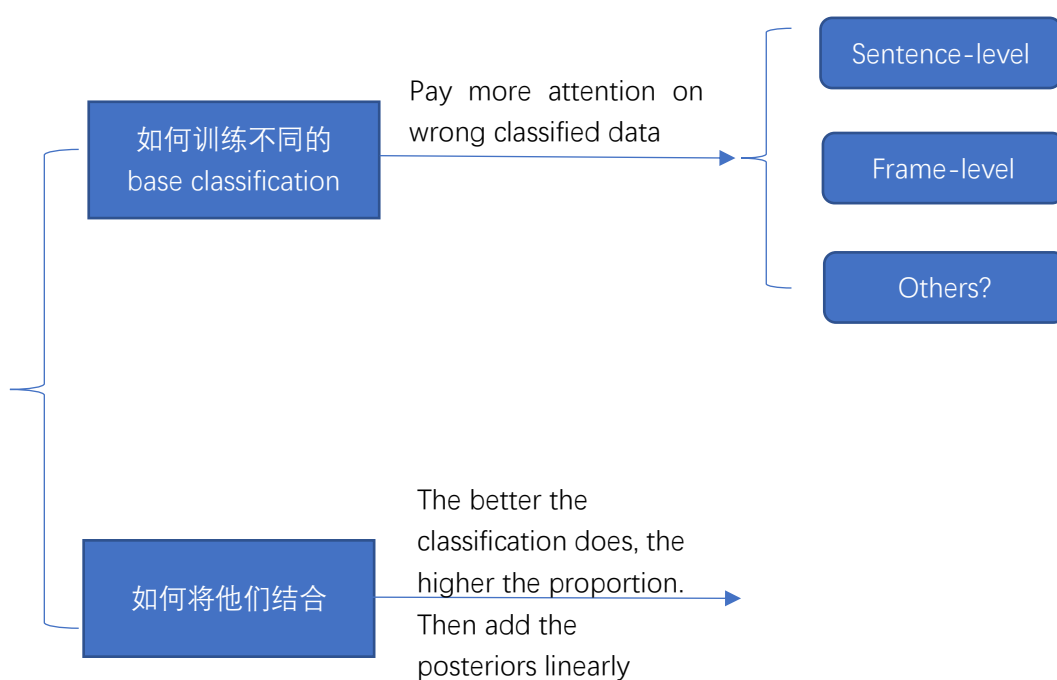 如何训练不同的
base classification
Pay more attention on
wrong classified data
Sentence-level
Frame-level
Others?
如何将他们结合
The better the
classification does, the
higher the proportion.
Then add the
posteriors linearly